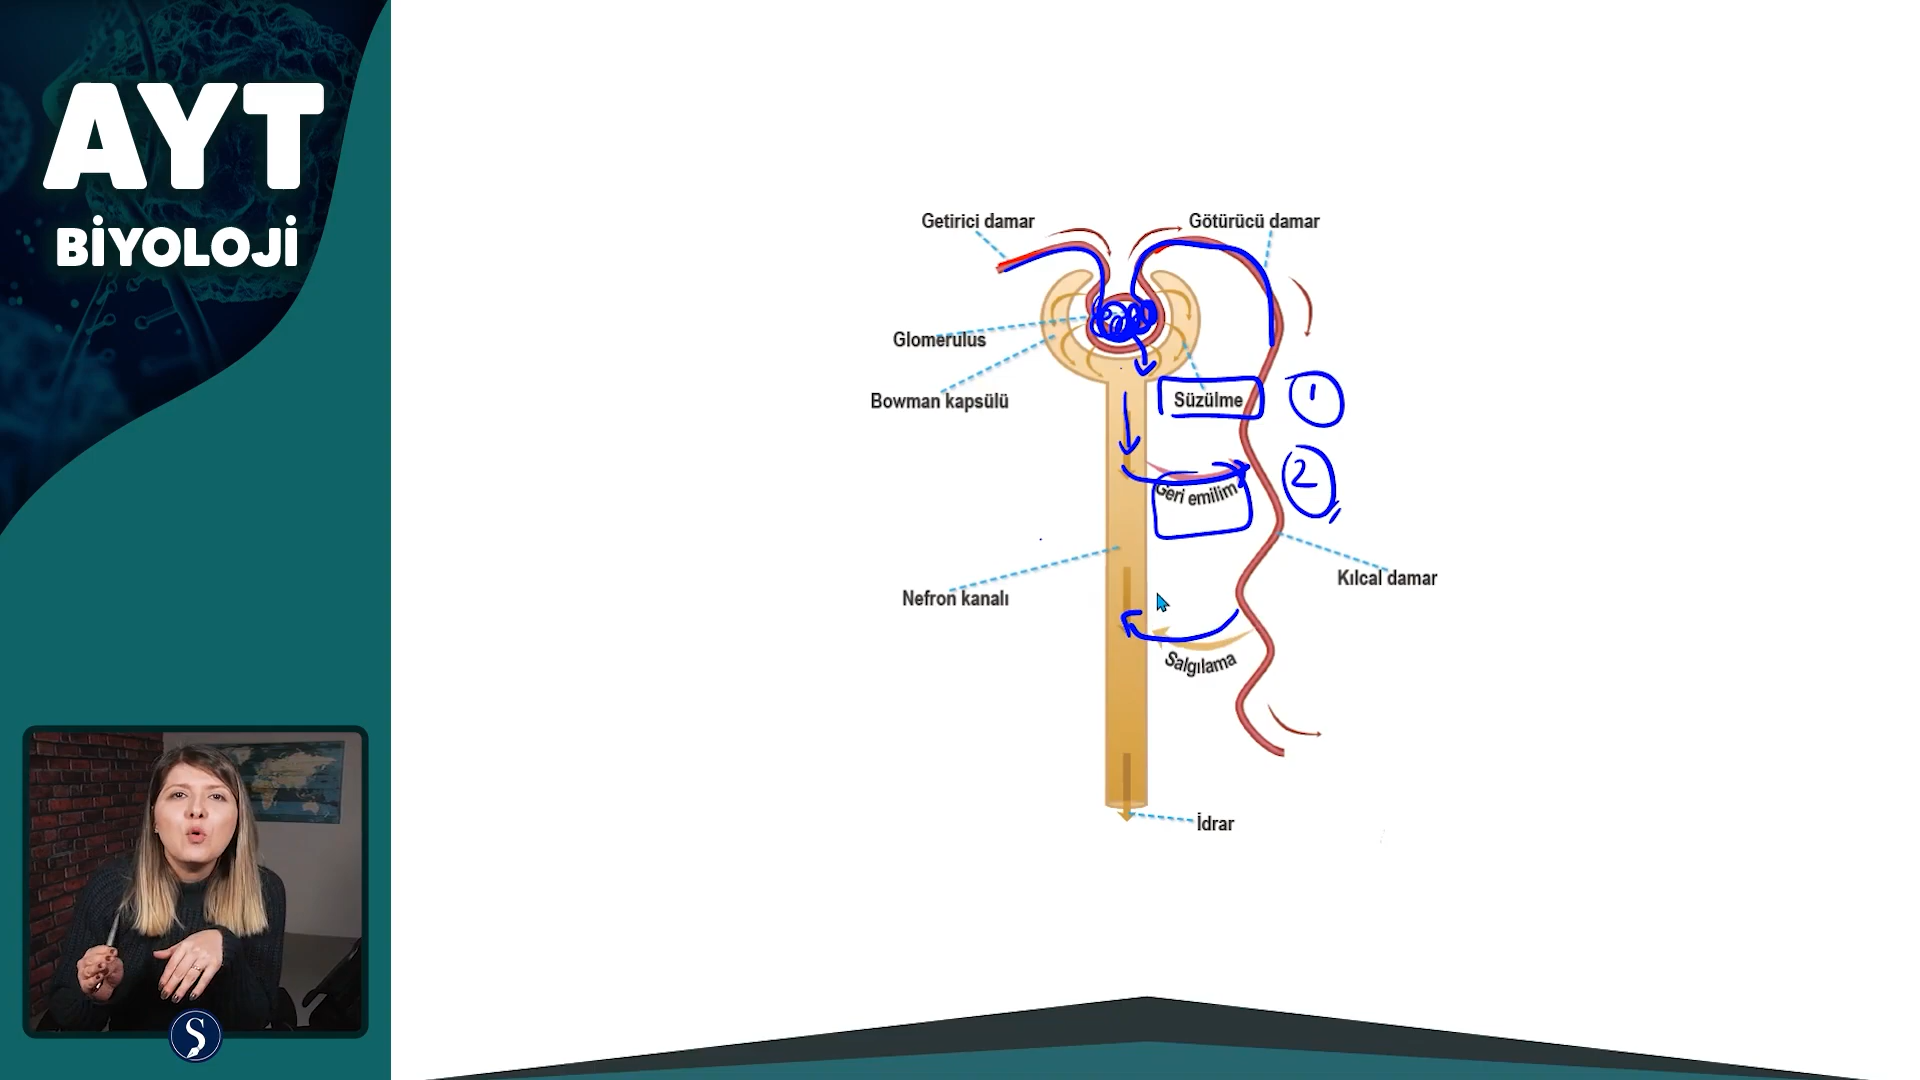 AYT
BİYOLOJİ
Getirici damar
Götürücü damar
Glomerulus
Bowman kapsülü
Süzülme
1
2
Geri emilim
Kılcal damar
Nefron kanalı
Salgılama
İdrar
S